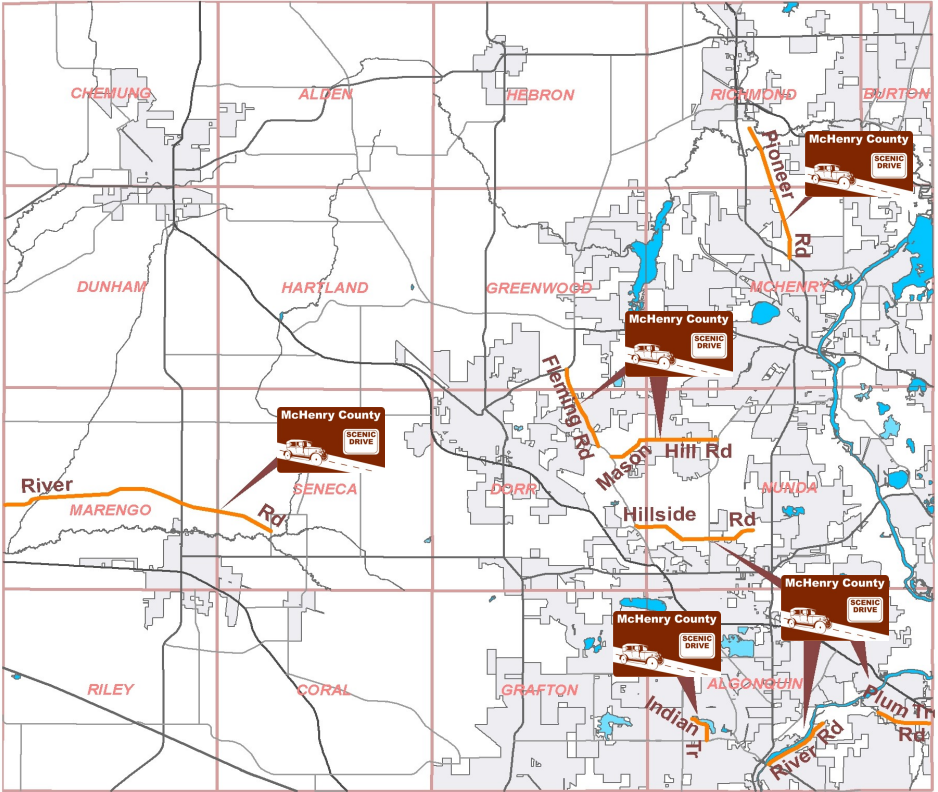 CHEMUNG
ALDEN
HEBRON
RICHMOND
BURTON
Pioneer
Rd
McHenry County
SCENIC
DRIVE
DUNHAM
HARTLAND
GREENWOOD
MCHENRY
McHenry County
SCENIC
DRIVE
Fleming Rd
Mason Hill Rd
McHenry County
SCENIC
DRIVE
River
Rd
MARENGO
SENECA
DORR
NUNDA
Hillside Rd
McHenry County
SCENIC
DRIVE
McHenry County
SCENIC
DRIVE
RILEY
CORAL
GRAFTON
ALGONQUIN
Indian
Tr
River Rd
Plum Tr
Rd